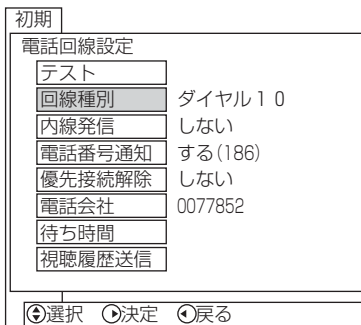 初期
電話回線設定
テスト
回線種別 ダイヤル10
内線発信 しない
電話番号通知 する(186)
優先接続解除 しない
電話会社 0077852
待ち時間
視聴履歴送信
選択 決定 戻る